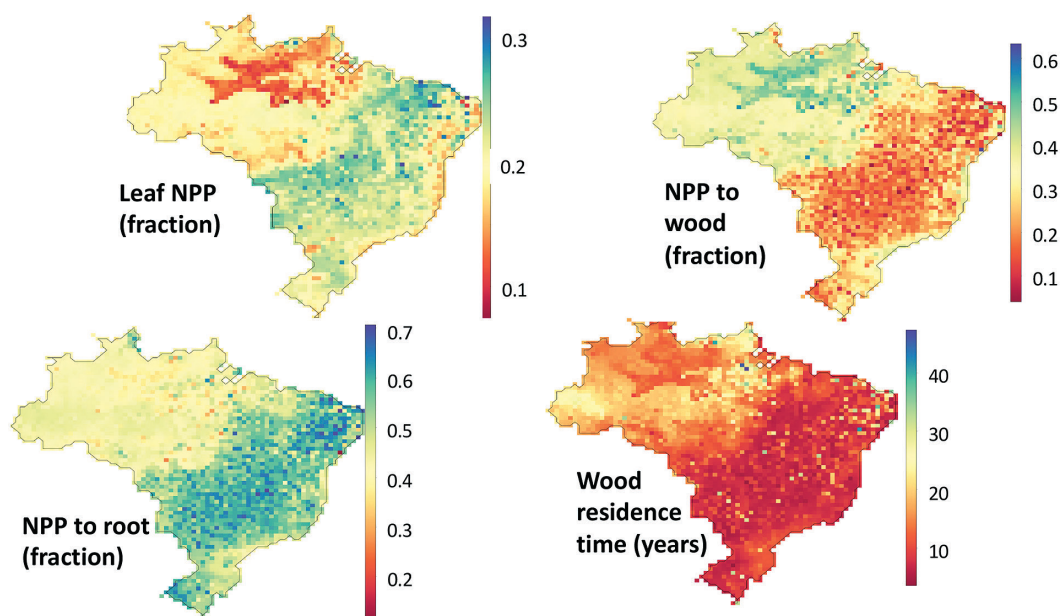 0.3
0.2
0.1
Leaf NPP
(fraction)
0.6
0.5
0.4
0.3
0.2
0.1
NPP to
wood
(fraction)
0.7
0.6
0.5
0.4
0.3
0.2
NPP to root
(fraction)
40
30
20
10
Wood
residence
time (years)